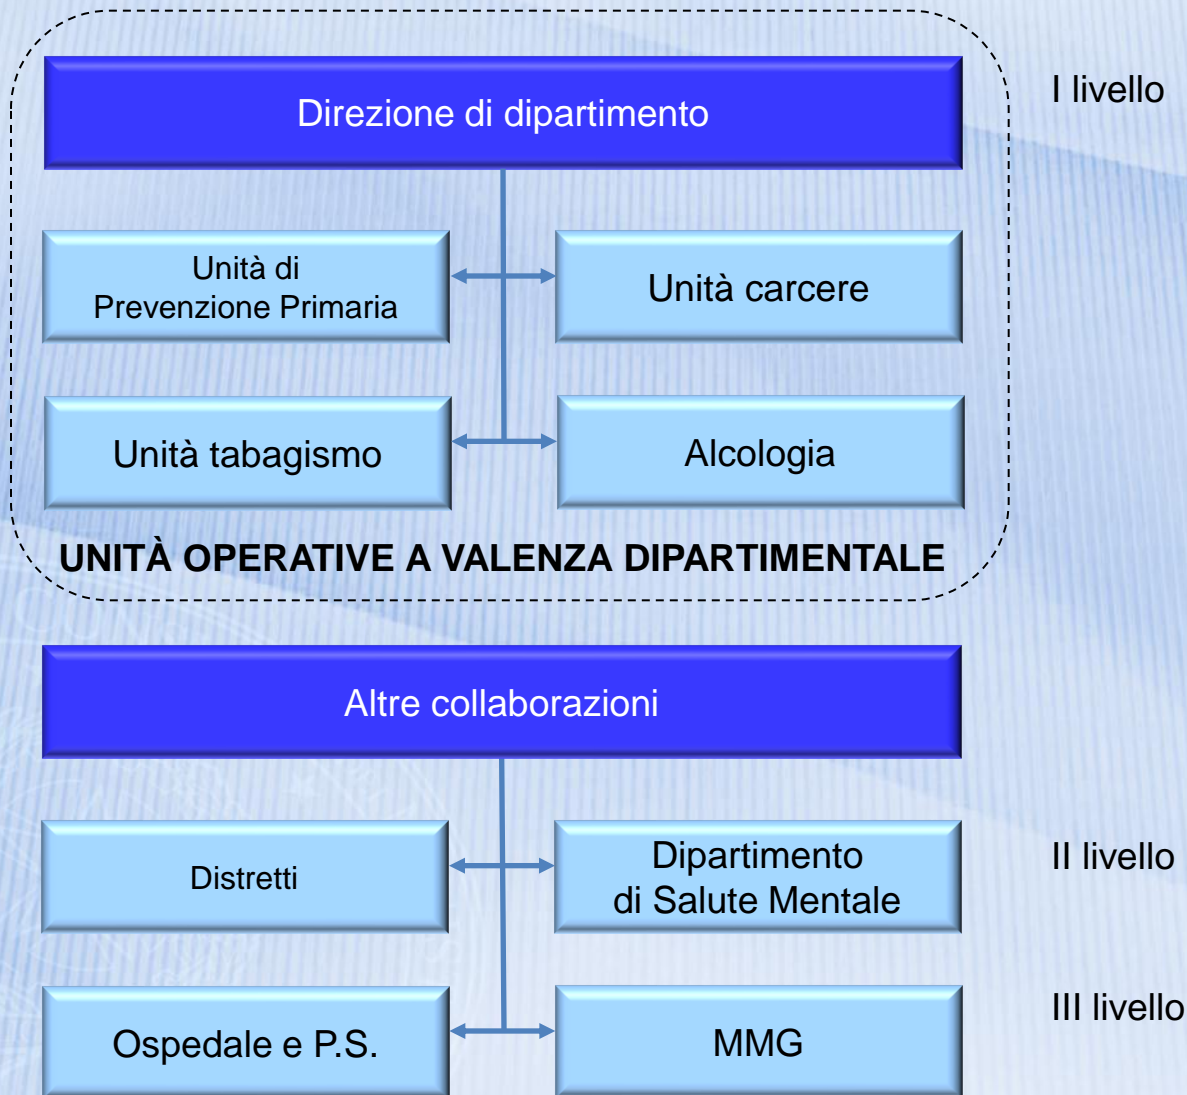 Direzione di dipartimento
I livello
Unità di
Prevenzione Primaria
Unità carcere
Unità tabagismo
Alcologia
UNITÀ OPERATIVE A VALENZA DIPARTIMENTALE
Altre collaborazioni
Distretti
Dipartimento
di Salute Mentale
II livello
Ospedale e P.S.
MMG
III livello